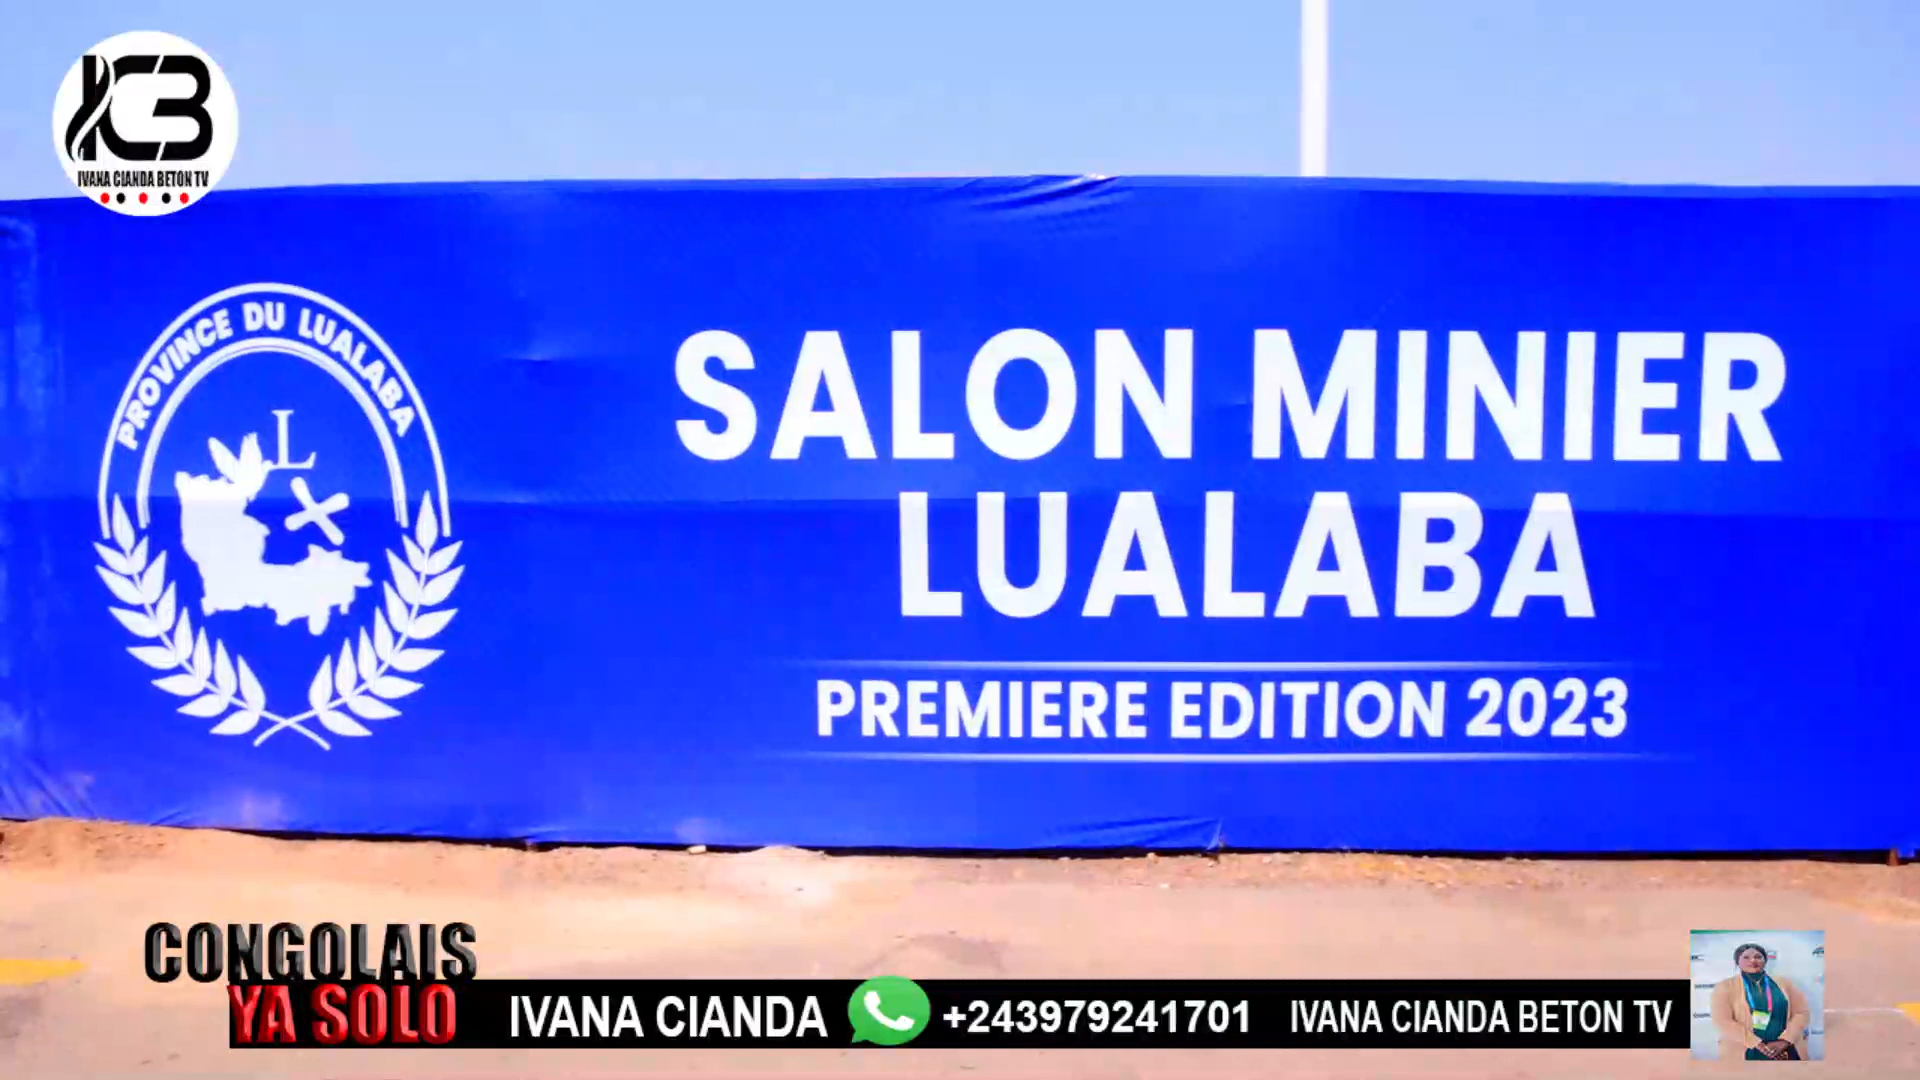 ICB
IVANA CIANDA BETON TV
PROVINCE DU LUALABA
L
SALON MINIER
LUALABA
PREMIERE EDITION 2023
CONGOLAIS
YA SOLO
IVANA CIANDA
+243979241701
IVANA CIANDA BETON TV